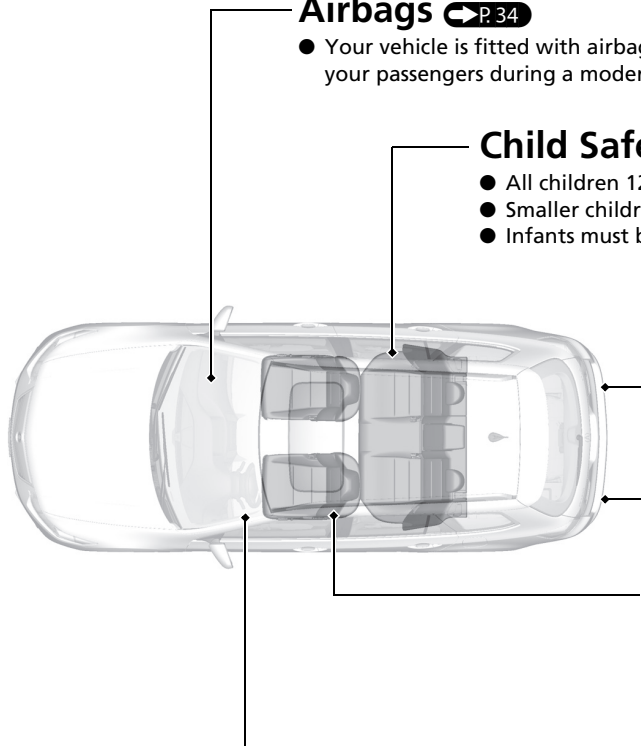 Airbags P. 34
● Your vehicle is fitted with airbag
your passengers during a moder
Child Safe
● All children 12
● Smaller childr
● Infants must b